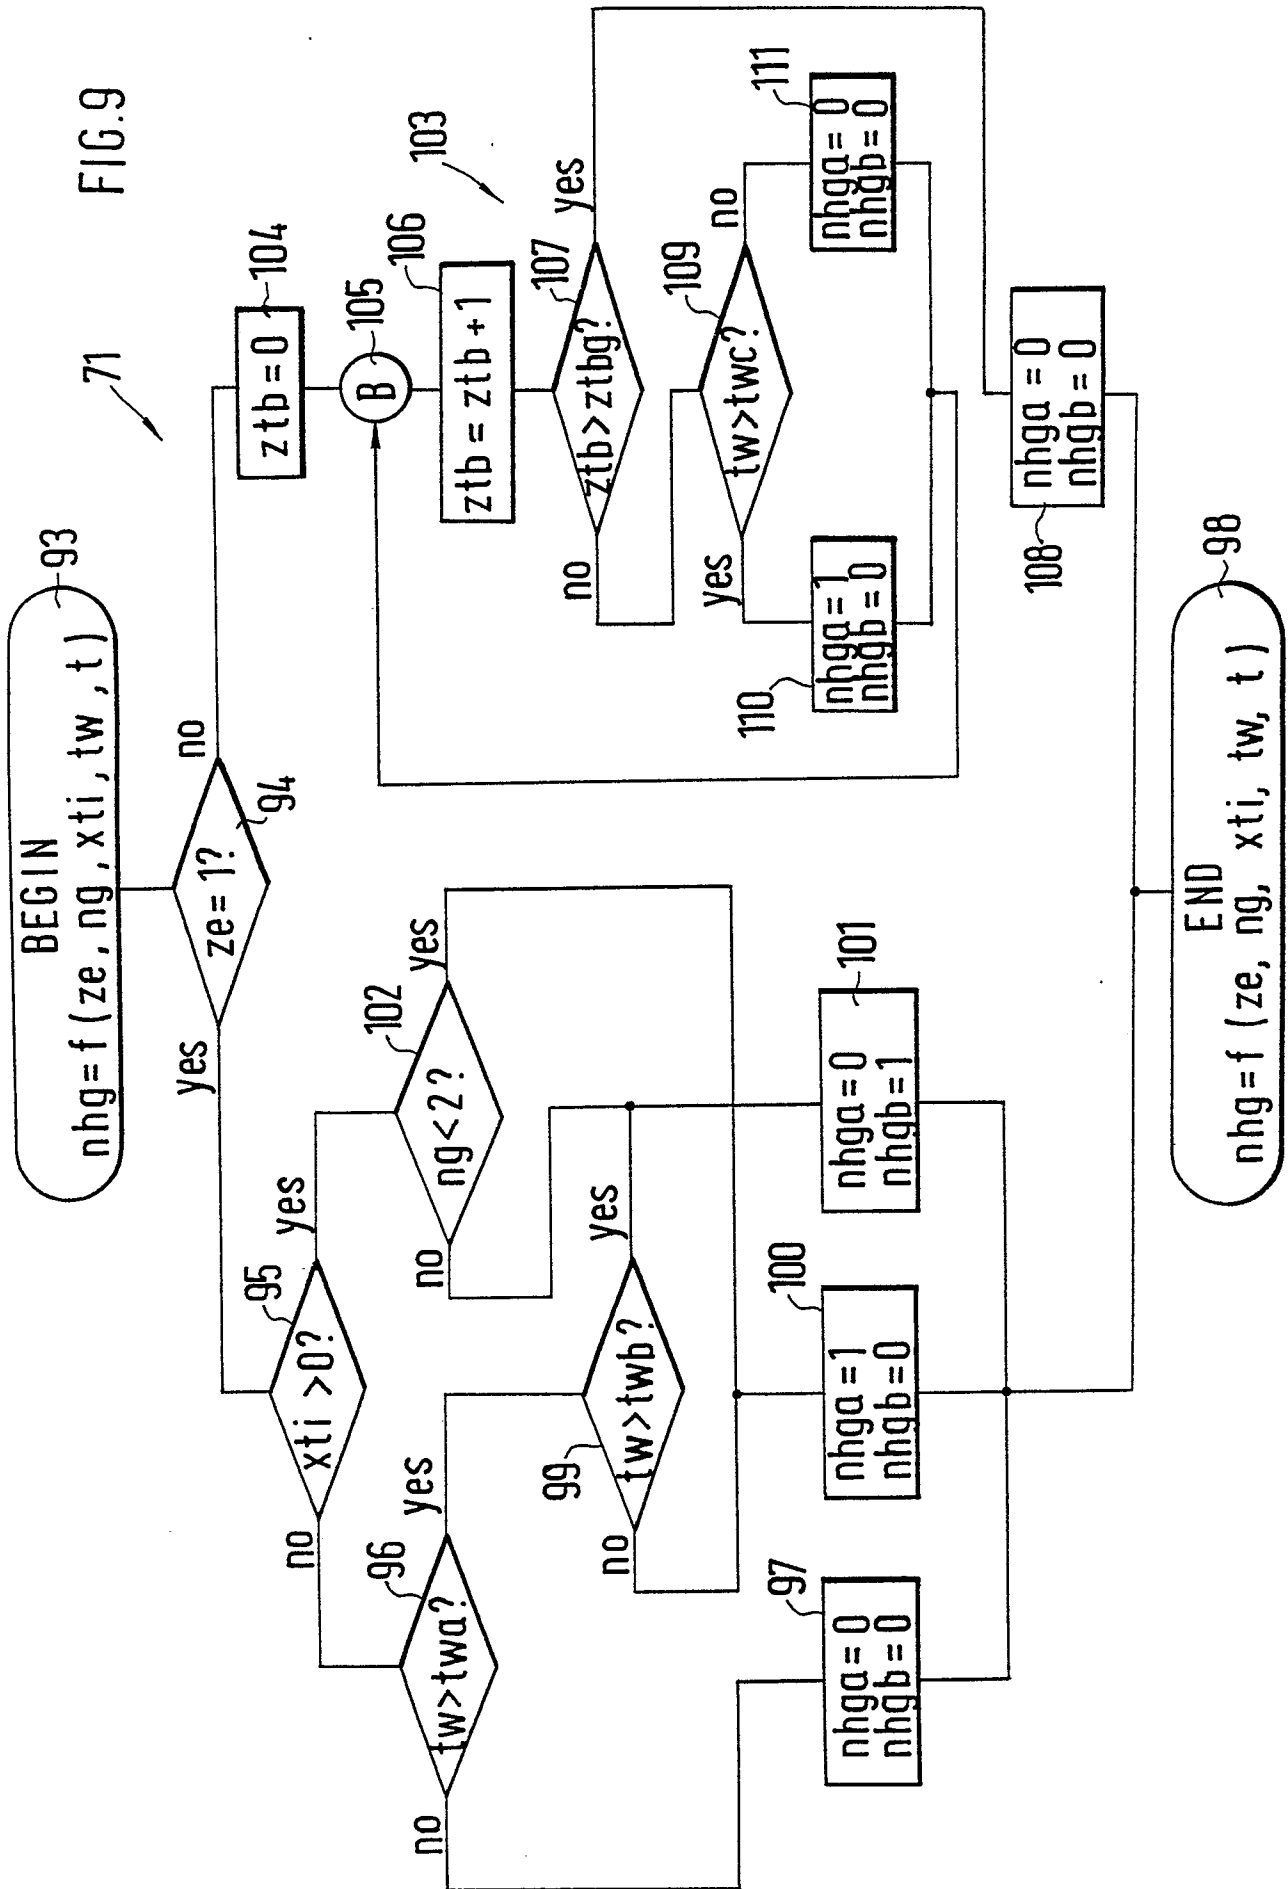 FIG.9
71
BEGIN
nhg=f(ze,ng,xti,tw,t)
93
ze=1?
94
yes
no
xti>0?
95
no
yes
tw>twa?
96
no
yes
ng<2?
102
no
yes
tw>twb?
99
no
yes
nhga=0
nhgb=0
97
nhga=1
nhgb=0
100
nhga=0
nhgb=1
101
ztb=0
104
B
105
103
ztb=ztb+1
106
ztb>ztbg?
107
no
yes
tw>twc?
109
yes
no
nhga=1
nhgb=0
110
nhga=0
nhgb=0
111
nhga=0
nhgb=0
108
END
nhg=f(ze, ng, xti, tw, t)
98